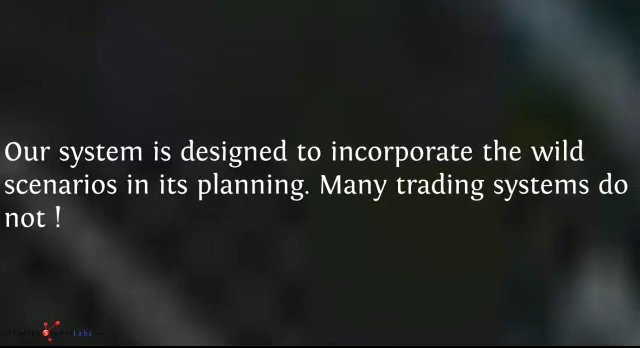 Our system is designed to incorporate the wild
scenarios in its planning. Many trading systems do
not !